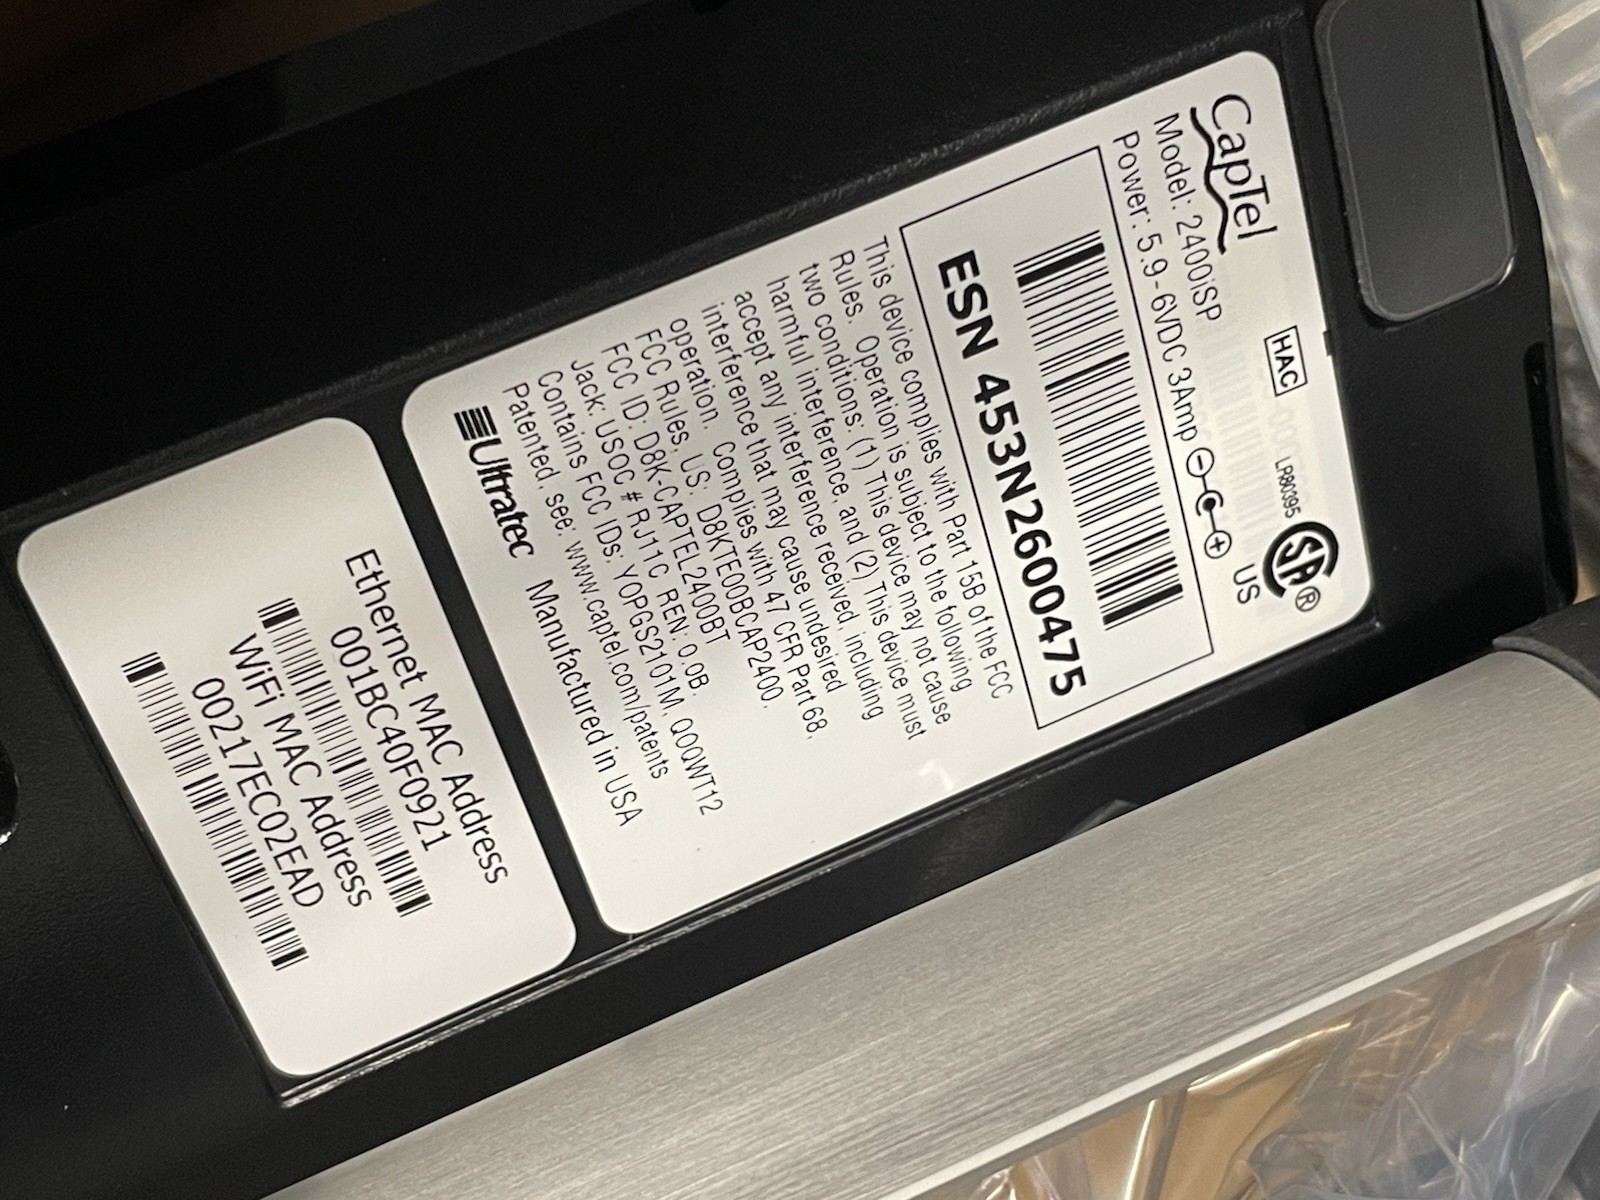 CapTel
HAC
LR80395
SA®
US
Model: 2400iSP
Power: 5.9 - 6VDC 3Amp
ESN 453N2600475
This device complies with Part 15B of the FCC
Rules. Operation is subject to the following
two conditions: (1) This device may not cause
harmful interference, and (2) This device must
accept any interference received, including
interference that may cause undesired
operation. Complies with 47 CFR Part 68,
FCC Rules, US: D8KTE00BCAP2400.
FCC ID: D8K-CAPTEL2400BT
Jack: USOC # RJ11C REN: 0.0B.
Contains FCC IDs: YOPGS2101M, QOQWT12
Patented, see: www.captel.com/patents
Ultratec Manufactured in USA
Ethernet MAC Address
001BC40F0921
WiFi MAC Address
00217EC02EAD